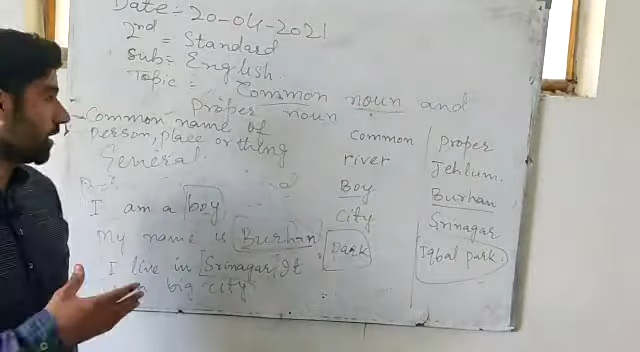 Date:- 20-04-2021
2nd = Standard
Sub:- English.
Topic = Common noun and
Proper noun
Common name of
person, place or thing
General.
I am a boy,
My name is Burhan
I live in Srinagar, It
big city
Common Proper
river Jehlum.
Boy Burhan
City Srinagar
Park Iqbal park.